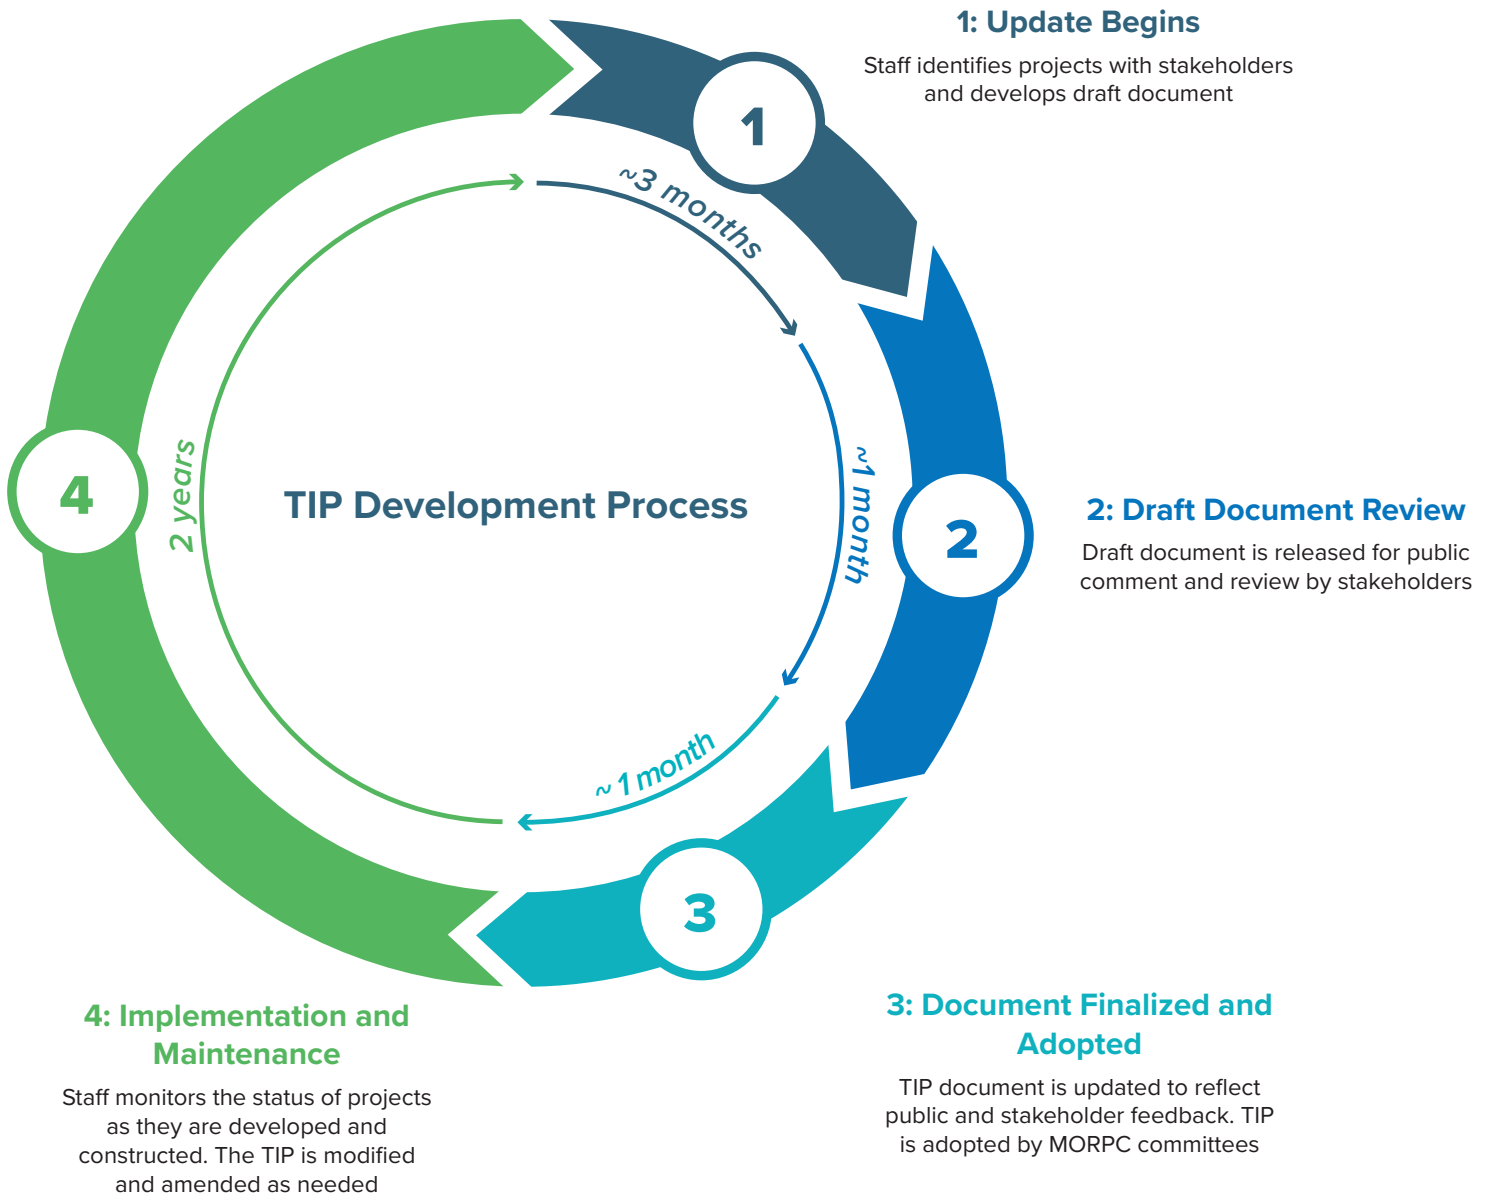 1: Update Begins
Staff identifies projects with stakeholders
and develops draft document
1
~3 months
2: Draft Document Review
Draft document is released for public
comment and review by stakeholders
2
~1 month
TIP Development Process
3
~ 1 month
3: Document Finalized and
Adopted
TIP document is updated to reflect
public and stakeholder feedback. TIP
is adopted by MORPC committees
4
2 years
4: Implementation and
Maintenance
Staff monitors the status of projects
as they are developed and
constructed. The TIP is modified
and amended as needed